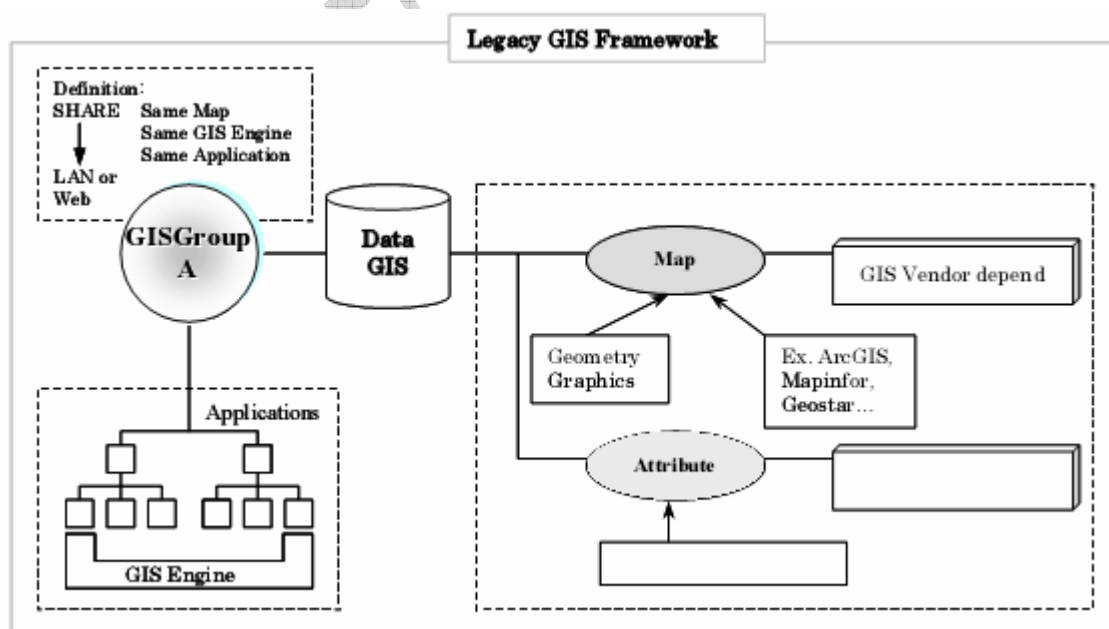 Legacy GIS Framework
Definition:
SHARE Same Map
Same GIS Engine
Same Application
LAN or
Web
GISGroup
A
Data
GIS
Map
GIS Vendor depend
Geometry
Graphics
Ex. ArcGIS,
Mapinfor,
Geostar...
Applications
Attribute
GIS Engine